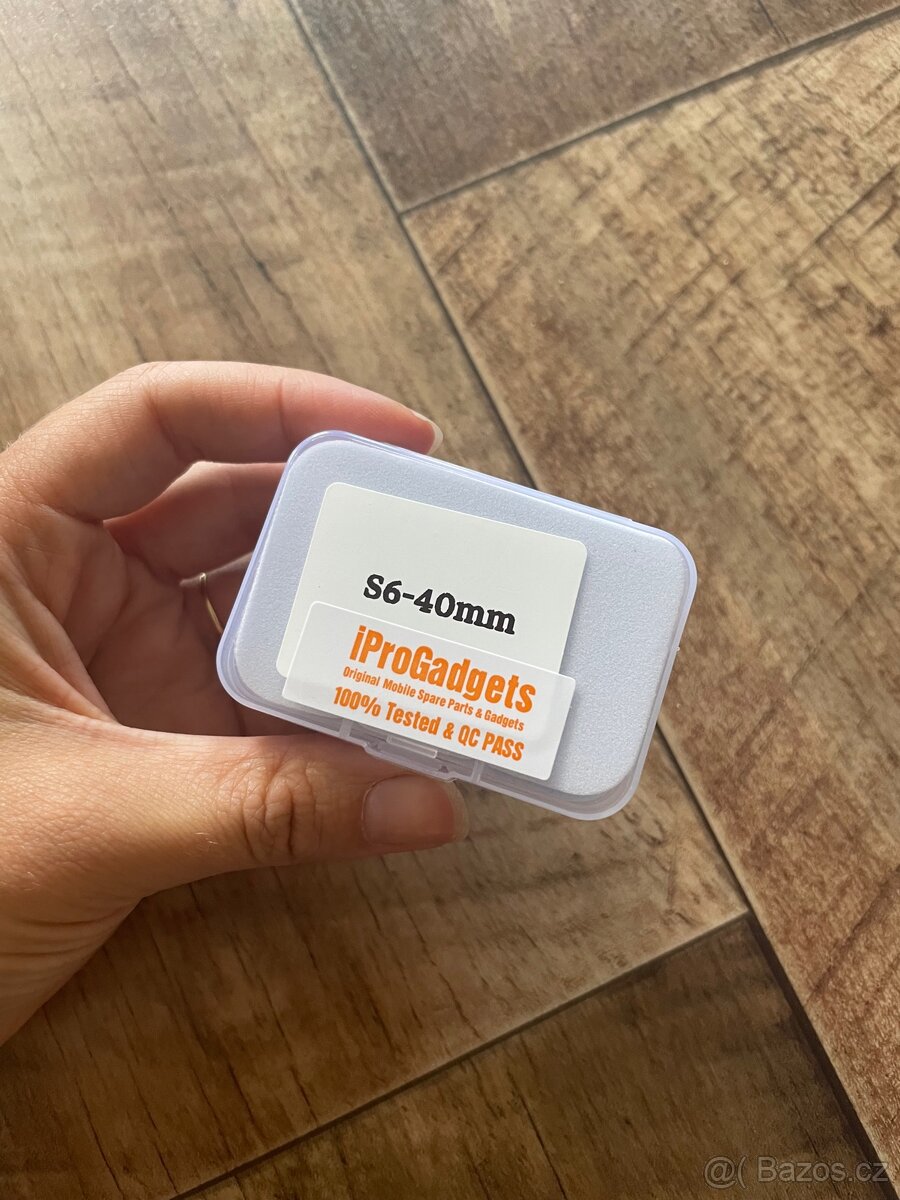 S6-40mm
iProGadgets
Original Mobile Spare Parts & Gadgets
100% Tested & QC PASS
@( Bazos.cz